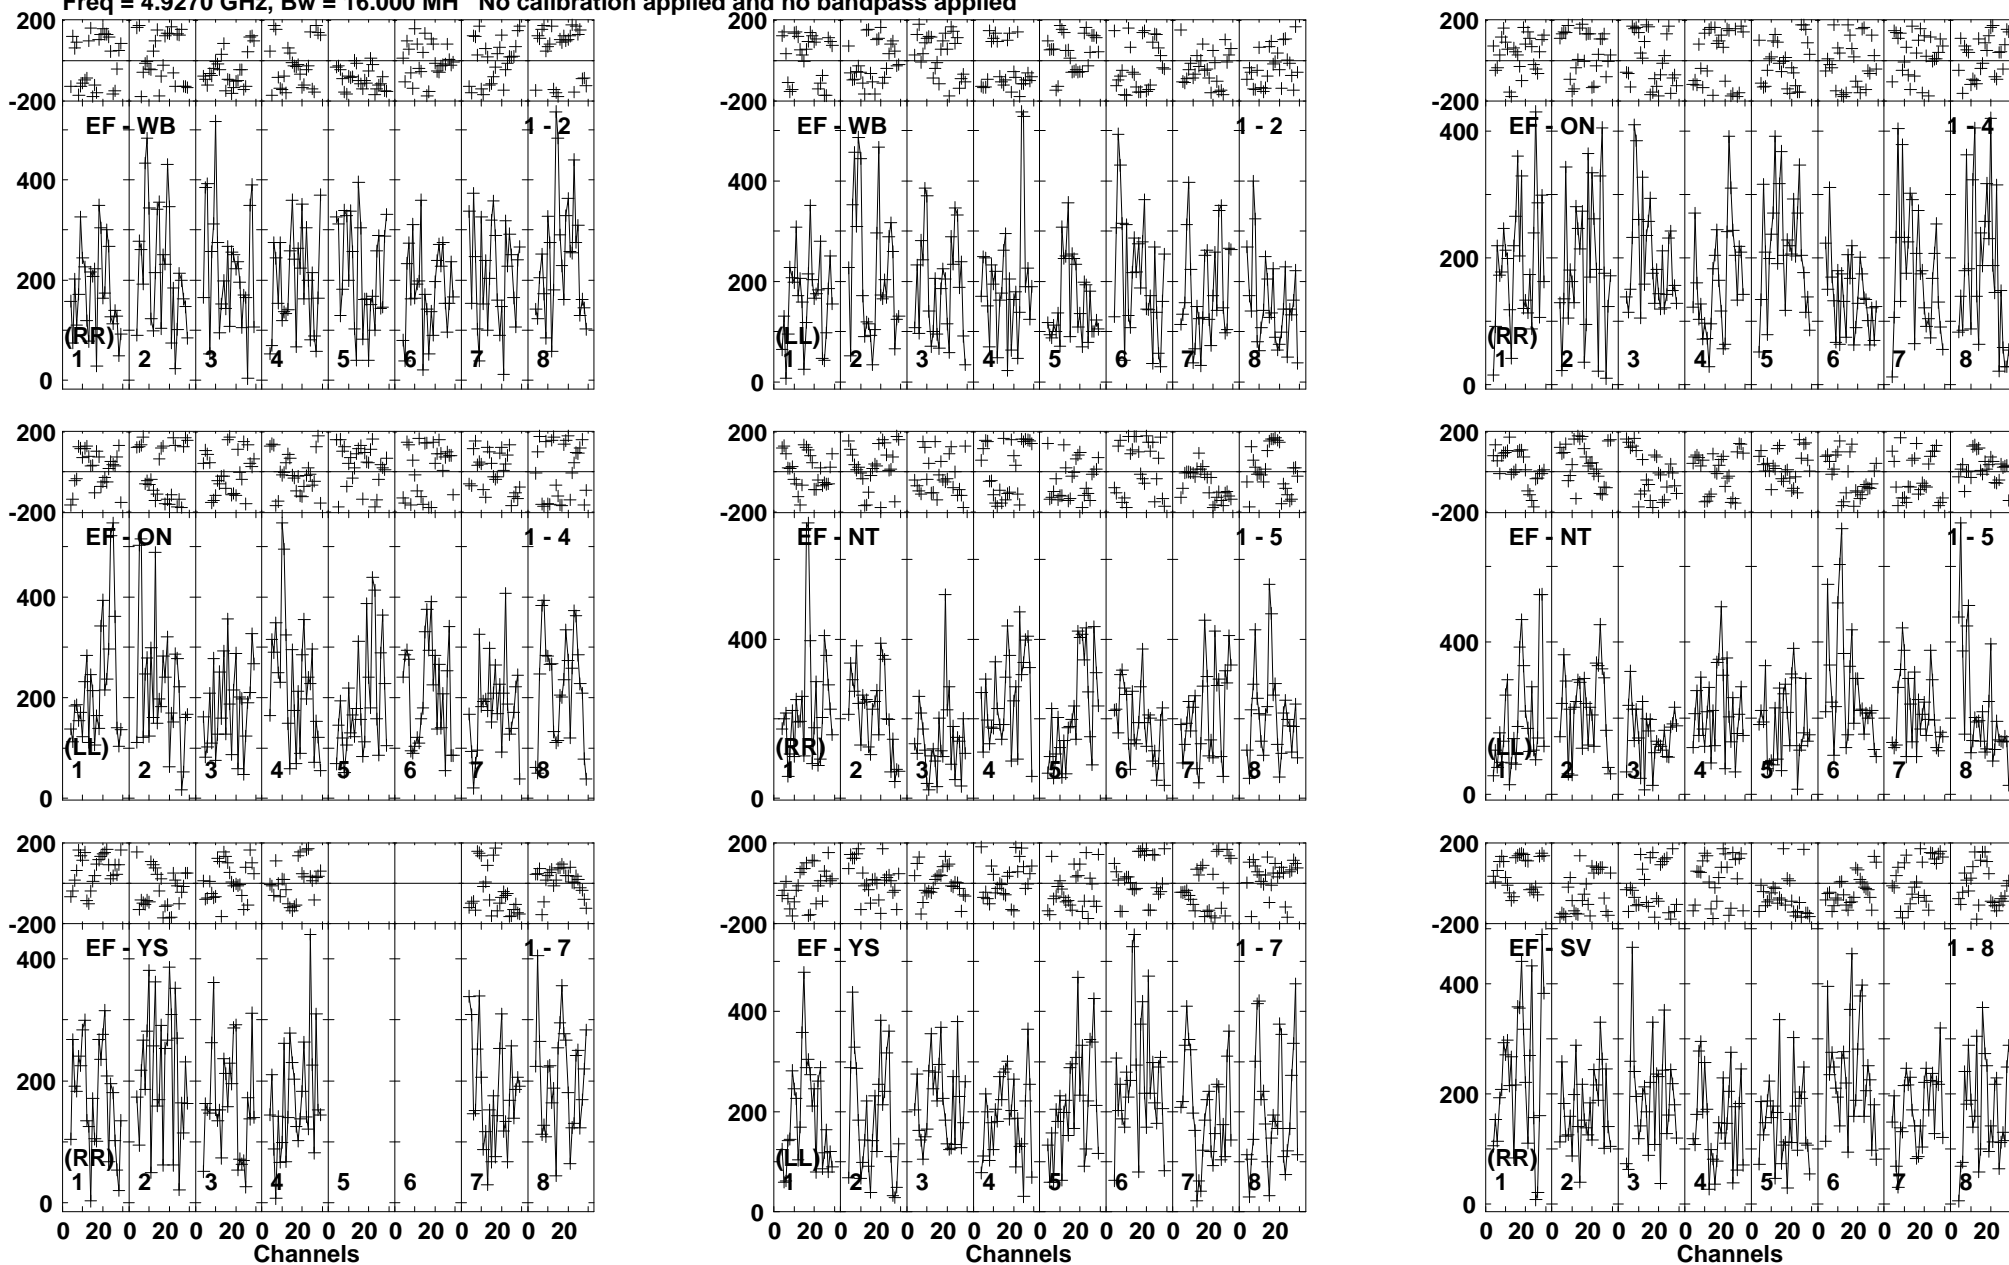 Freq = 4.9270 GHz, Bw = 16.000 MH No calibration applied and no bandpass applied
200 200 200
-200 -200 -200
EF - WB 1 - 2 EF - WB 1 - 2 EF - ON 1 - 4
400 400 400
200 200 200
(RR) (LL) (RR)
1 2 3 4 5 6 7 8 1 2 3 4 5 6 7 8 1 2 3 4 5 6 7 8
0 0 0
200 200 200
-200 -200 -200
EF - ON 1 - 4 EF - NT 1 - 5 EF - NT 1 - 5
400 400 400
200
(LL) (RR) (LL)
1 2 3 4 5 6 7 8 1 2 3 4 5 6 7 8 1 2 3 4 5 6 7 8
0 0 0
200 200 200
-200 -200 -200
EF - YS 1 - 7 EF - YS 1 - 7 EF - SV 1 - 8
400 400 400
200 200 200
(RR) (LL) (RR)
1 2 3 4 5 6 7 8 1 2 3 4 5 6 7 8 1 2 3 4 5 6 7 8
0 0 0
0 20 0 20 0 20 0 20 0 20 0 20 0 20 0 20 0 20 0 20 0 20 0 20 0 20 0 20 0 20 0 20 0 20 0 20 0 20 0 20 0 20 0 20 0 20 0 20
Channels Channels Channels